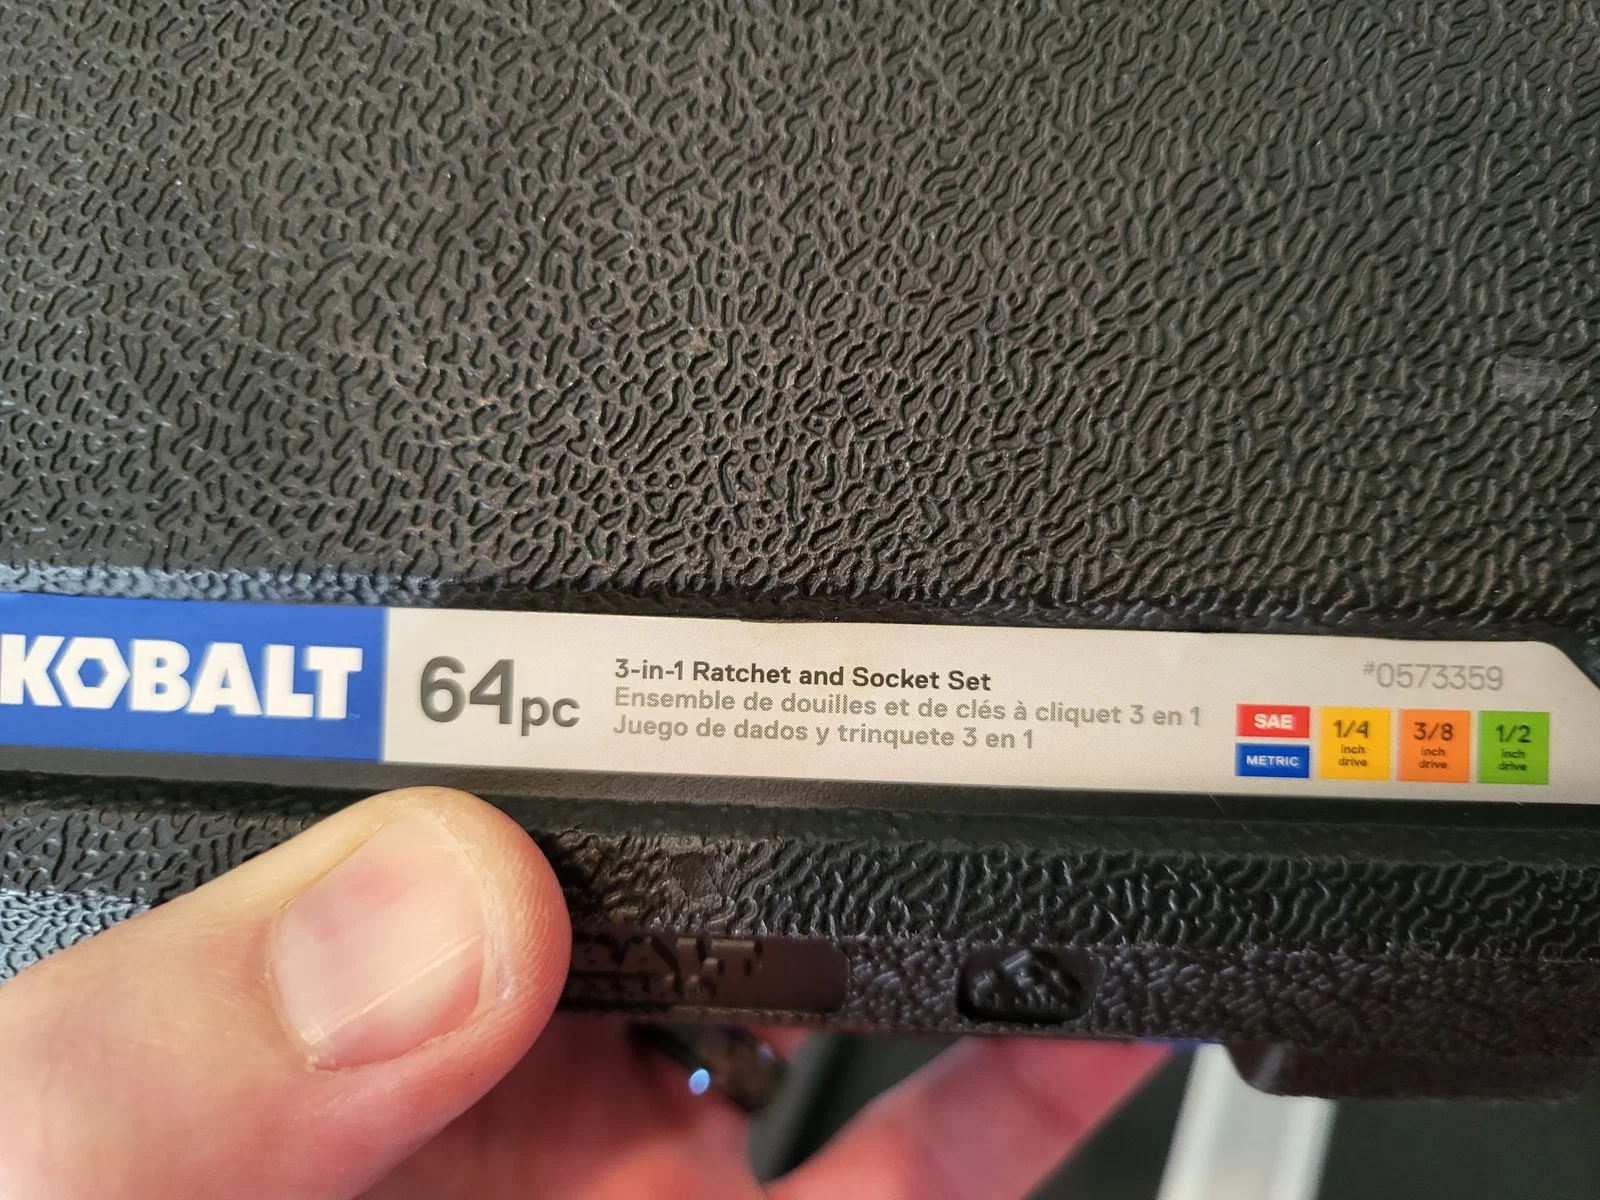 KOBALT
64pc
3-in-1 Ratchet and Socket Set
Ensemble de douilles et de clés à cliquet 3 en 1
Juego de dados y trinquete 3 en 1
#0573359
SAE
METRIC
1/4
inch
drive
3/8
inch
drive
1/2
inch
drive